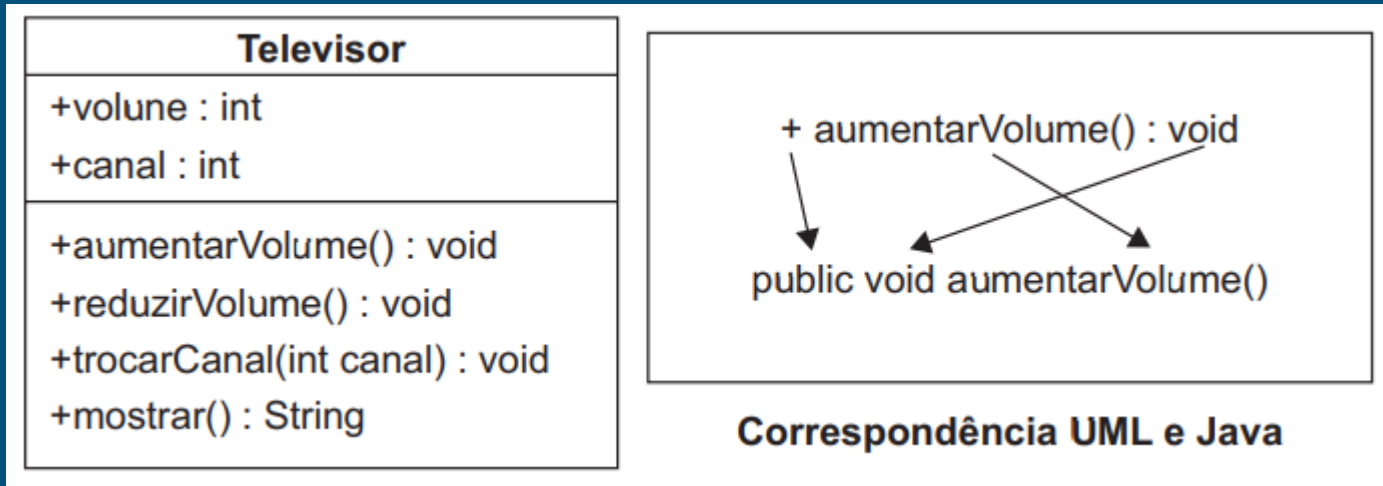 Televisor
+volune : int
+canal : int
+aumentarVolume() : void
+reduzirVolume() : void
+trocarCanal(int canal) : void
+mostrar() : String
+ aumentarVolume() : void
public void aumentarVolume()
Correspondência UML e Java